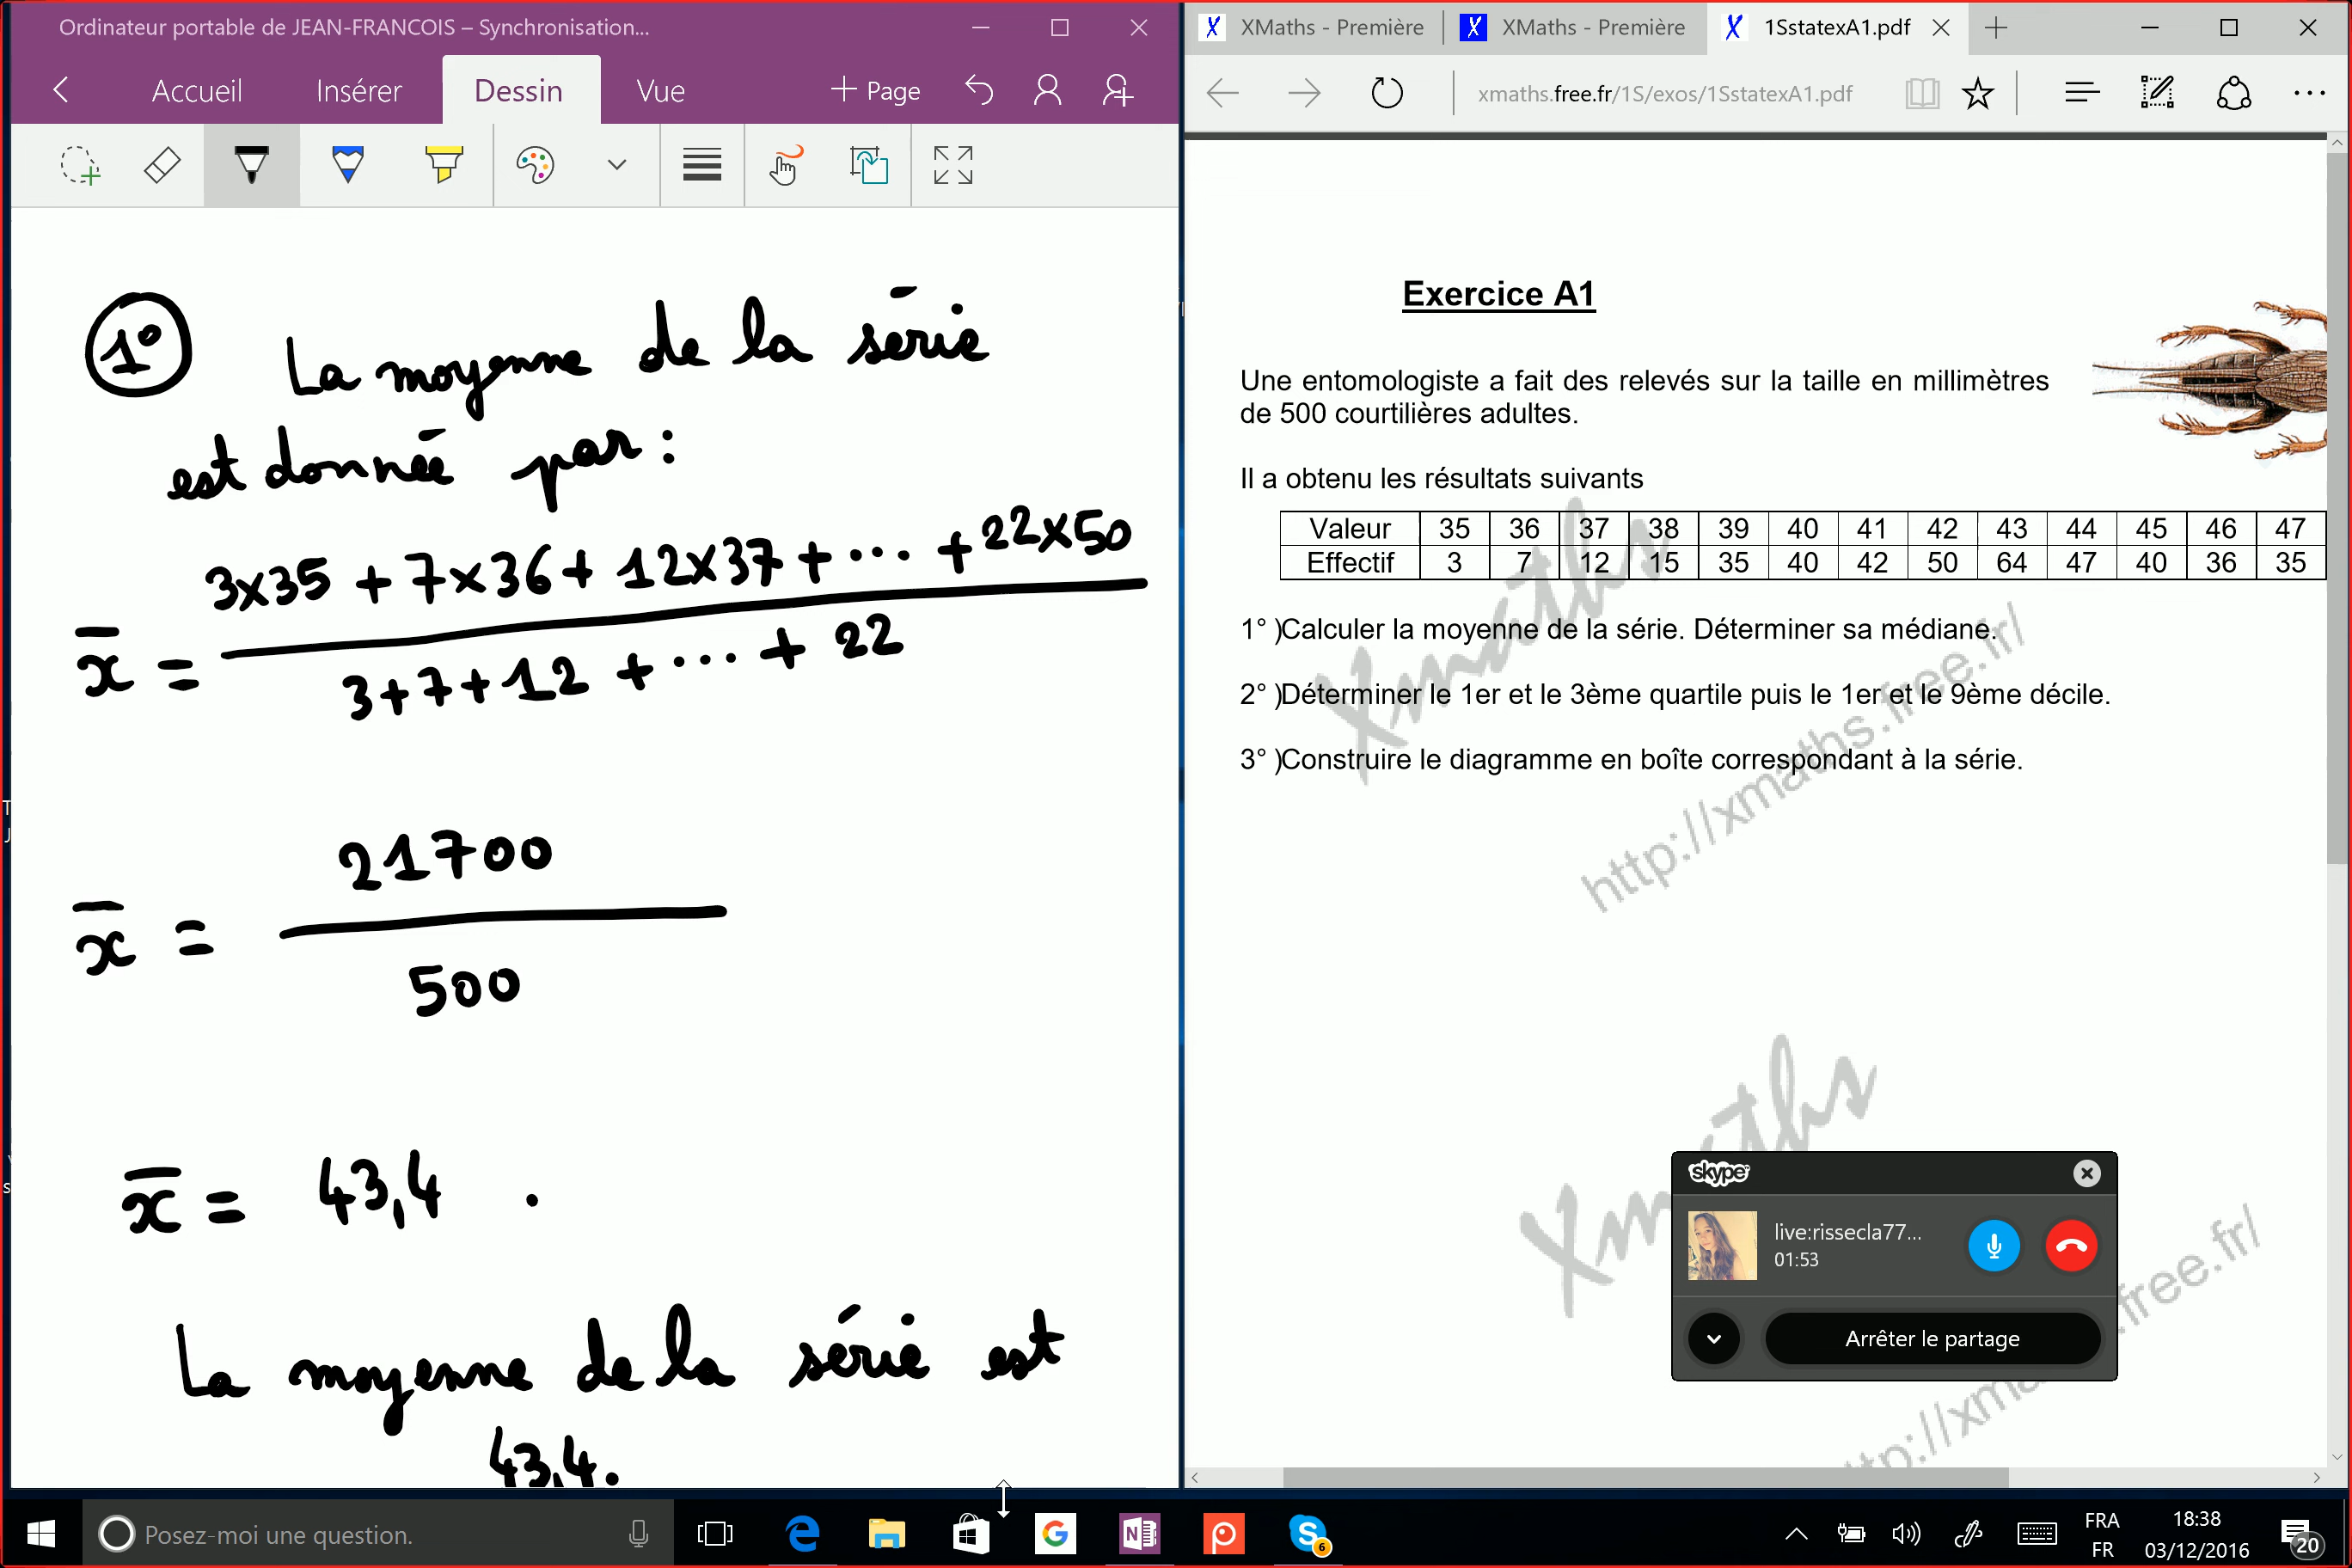 Ordinateur portable de JEAN-FRANCOIS – Synchronisation...
Accueil Insérer Dessin Vue + Page
1° La moyenne de la série
est donnée par :
3x35 + 7x36 + 12x37 + ... + 22x50
x̄ =
3+7+12 + ... + 22
21700
x̄ =
500
x̄ = 43,4 .
La moyenne de la série est
43,4.
XMaths - Première XMaths - Première 1SstatexA1.pdf
xmaths.free.fr/1S/exos/1SstatexA1.pdf
Exercice A1
Une entomologiste a fait des relevés sur la taille en millimètres
de 500 courtilières adultes.
Il a obtenu les résultats suivants
Valeur 35 36 37 38 39 40 41 42 43 44 45 46 47
Effectif 3 7 12 15 35 40 42 50 64 47 40 36 35
1° )Calculer la moyenne de la série. Déterminer sa médiane.
2° )Déterminer le 1er et le 3ème quartile puis le 1er et le 9ème décile.
3° )Construire le diagramme en boîte correspondant à la série.
Xmaths
http://xmaths.free.fr/
Xmaths
skype
live:rissecla77...
01:53
Arrêter le partage
Posez-moi une question.
6
FRA
FR
18:38
03/12/2016
20